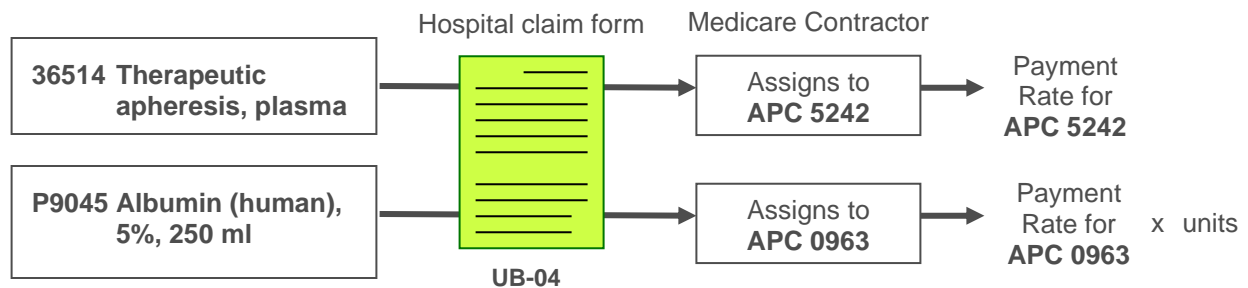 Hospital claim form
Medicare Contractor
36514 Therapeutic
apheresis, plasma
Assigns to
APC 5242
Payment
Rate for
APC 5242
P9045 Albumin (human),
5%, 250 ml
Assigns to
APC 0963
Payment
Rate for
APC 0963
x units
UB-04